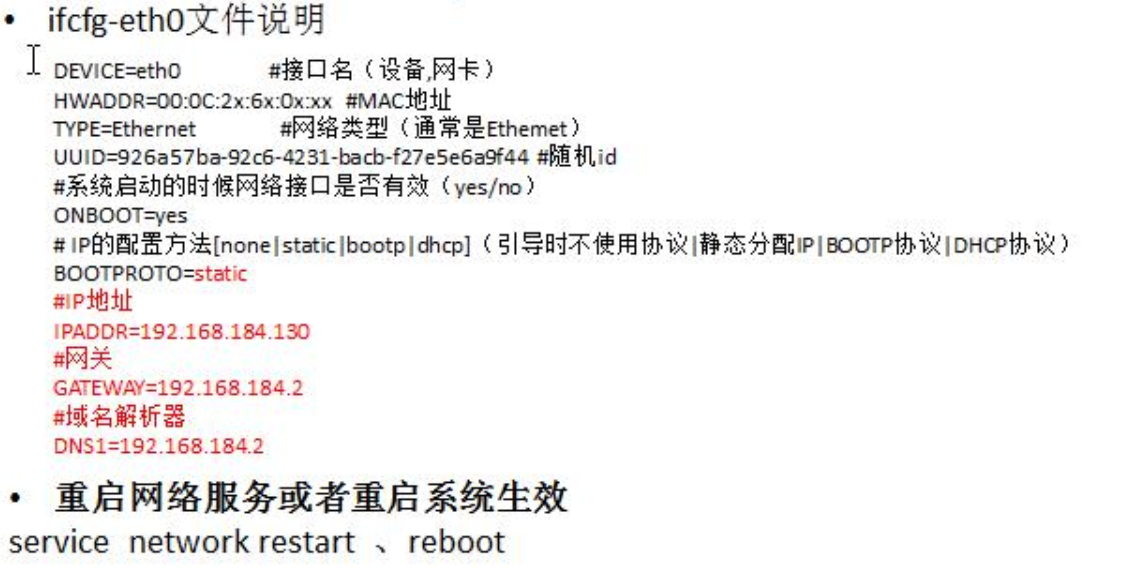 • ifcfg-eth0文件说明
DEVICE=eth0 #接口名（设备,网卡）
HWADDR=00:0C:2x:6x:0x:xx #MAC地址
TYPE=Ethernet #网络类型（通常是Ethemet）
UUID=926a57ba-92c6-4231-bacb-f27e5e6a9f44 #随机id
#系统启动的时候网络接口是否有效（yes/no）
ONBOOT=yes
# IP的配置方法[none|static|bootp|dhcp]（引导时不使用协议|静态分配IP|BOOTP协议|DHCP协议）
BOOTPROTO=static
#IP地址
IPADDR=192.168.184.130
#网关
GATEWAY=192.168.184.2
#域名解析器
DNS1=192.168.184.2
• 重启网络服务或者重启系统生效
service network restart 、reboot